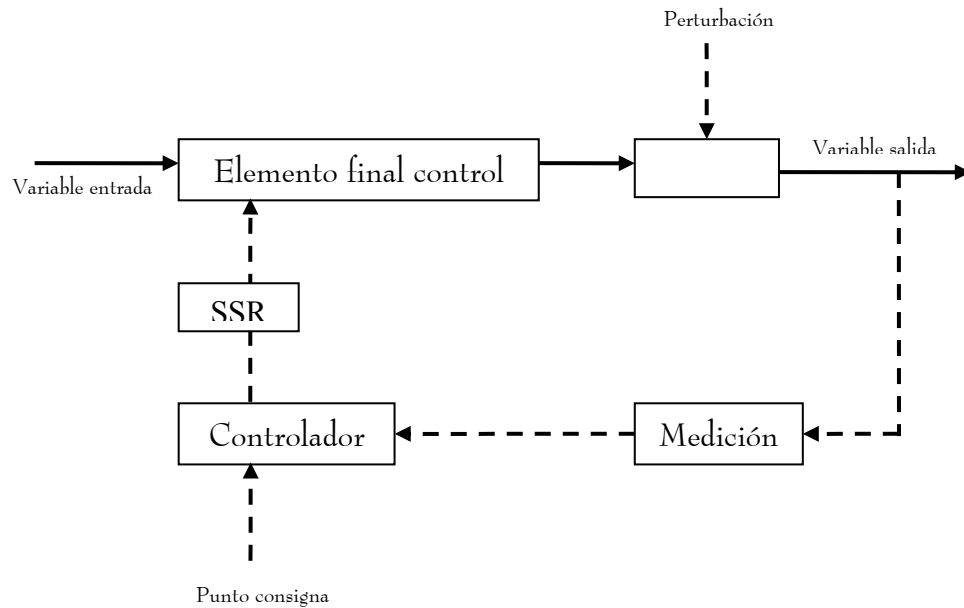 Perturbación
Variable salida
Elemento final control
Variable entrada
SSR
Controlador
Medición
Punto consigna